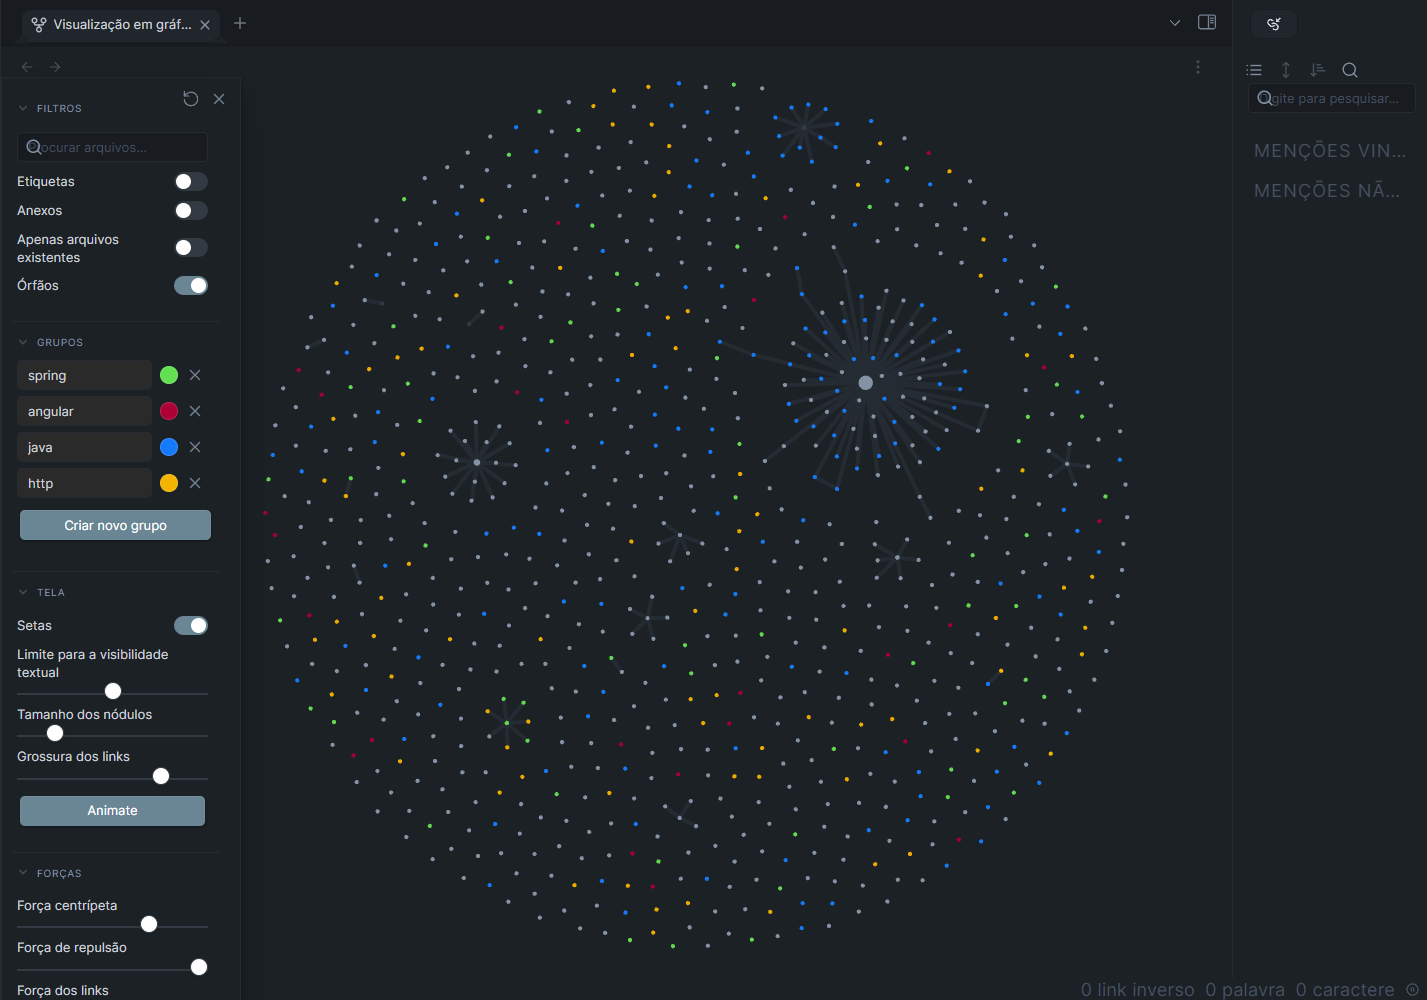 Visualização em gráf...
FILTROS
Procurar arquivos...
Etiquetas
Anexos
Apenas arquivos
existentes
Órfãos
GRUPOS
spring
angular
java
http
Criar novo grupo
TELA
Setas
Limite para a visibilidade
textual
Tamanho dos nódulos
Grossura dos links
Animate
FORÇAS
Força centrípeta
Força de repulsão
Força dos links
Digite para pesquisar...
MENÇÕES VIN...
MENÇÕES NÃ...
0 link inverso 0 palavra 0 caractere